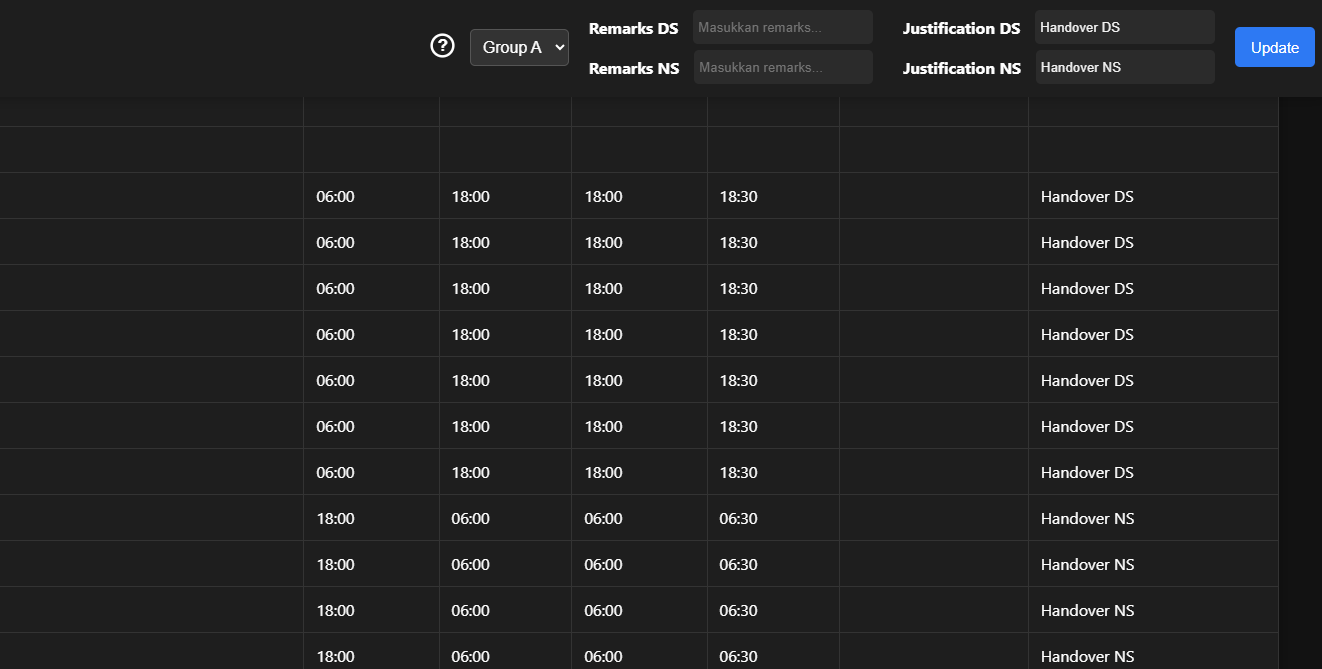 ? Group A Remarks DS Masukkan remarks... Justification DS Handover DS Update
Remarks NS Masukkan remarks... Justification NS Handover NS
06:00 18:00 18:00 18:30 Handover DS
06:00 18:00 18:00 18:30 Handover DS
06:00 18:00 18:00 18:30 Handover DS
06:00 18:00 18:00 18:30 Handover DS
06:00 18:00 18:00 18:30 Handover DS
06:00 18:00 18:00 18:30 Handover DS
06:00 18:00 18:00 18:30 Handover DS
18:00 06:00 06:00 06:30 Handover NS
18:00 06:00 06:00 06:30 Handover NS
18:00 06:00 06:00 06:30 Handover NS
18:00 06:00 06:00 06:30 Handover NS